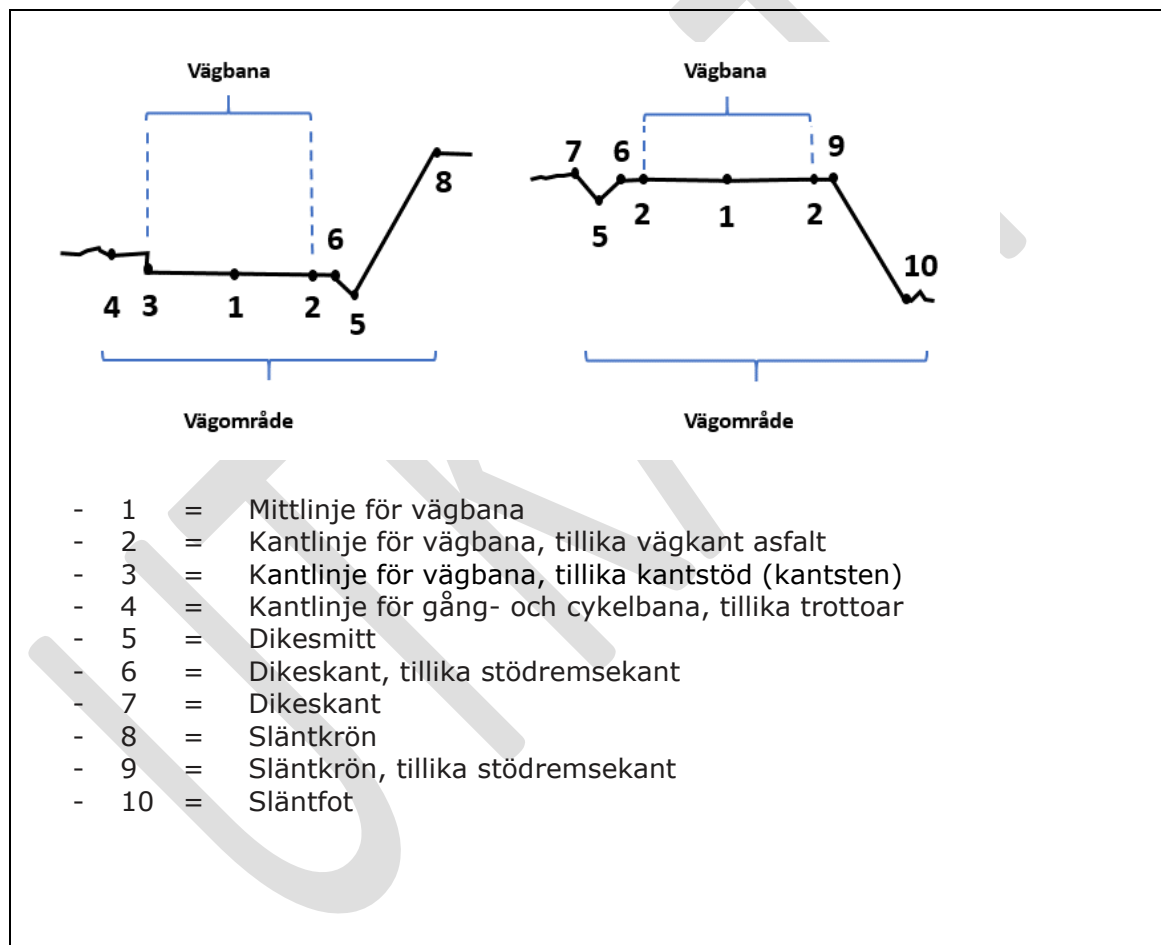 Vägbana
Vägbana
7 6 9
8
6 5 2 1 2
10
4 3 1 2 5
Vägområde
Vägområde
- 1 = Mittlinje för vägbana
- 2 = Kantlinje för vägbana, tillika vägkant asfalt
- 3 = Kantlinje för vägbana, tillika kantstöd (kantsten)
- 4 = Kantlinje för gång- och cykelbana, tillika trottoar
- 5 = Dikesmitt
- 6 = Dikeskant, tillika stödremsekant
- 7 = Dikeskant
- 8 = Släntkrön
- 9 = Släntkrön, tillika stödremsekant
- 10 = Släntfot